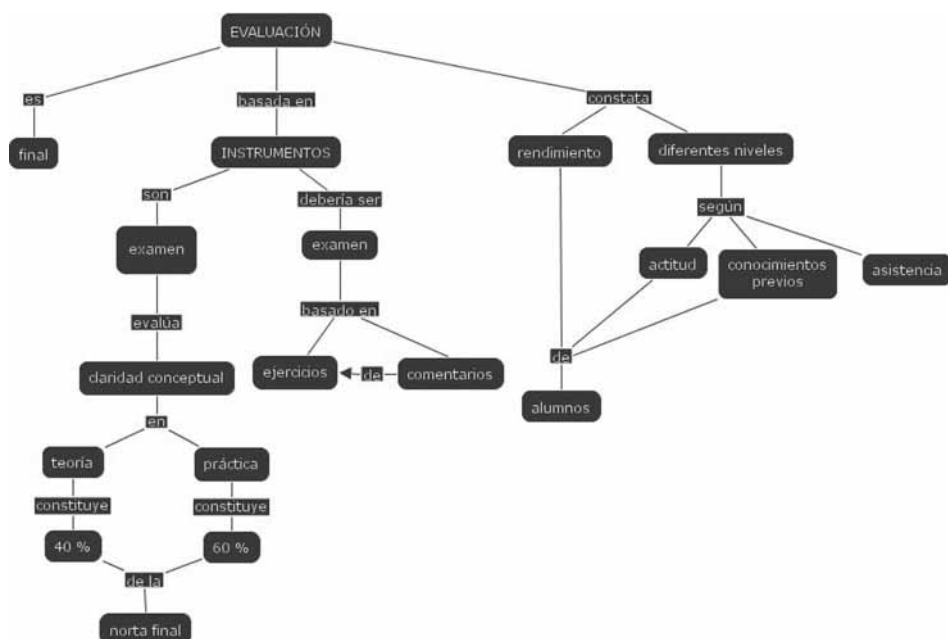 EVALUACIÓN
es
basada en
constata
final
INSTRUMENTOS
rendimiento
diferentes niveles
son
debería ser
según
examen
examen
actitud
conocimientos
previos
asistencia
evalúa
basado en
de
claridad conceptual
ejercicios
de
comentarios
alumnos
en
teoría
práctica
constituye
constituye
40 %
60 %
de la
norta final